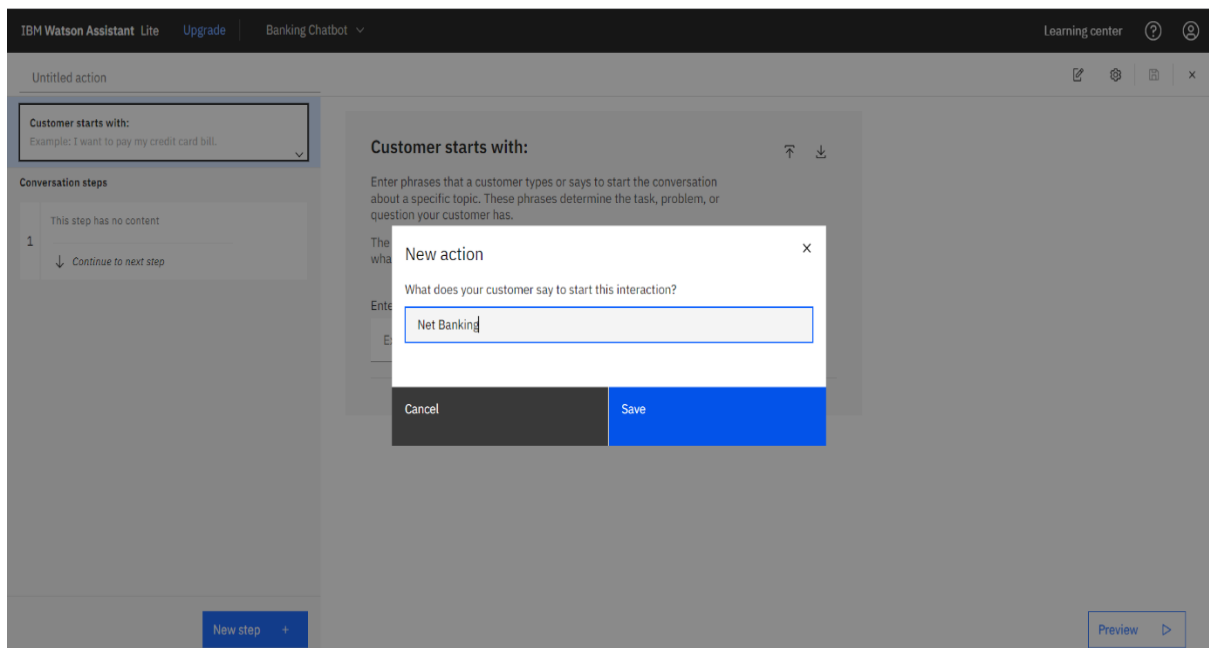 IBM Watson Assistant Lite Upgrade Banking Chatbot Learning center
Untitled action
Customer starts with:
Example: I want to pay my credit card bill.
Conversation steps
This step has no content
1
Continue to next step
New step +
Customer starts with:
Enter phrases that a customer types or says to start the conversation
about a specific topic. These phrases determine the task, problem, or
question your customer has.
The
wha
Ente
New action
What does your customer say to start this interaction?
Net Banking
Cancel Save
Preview